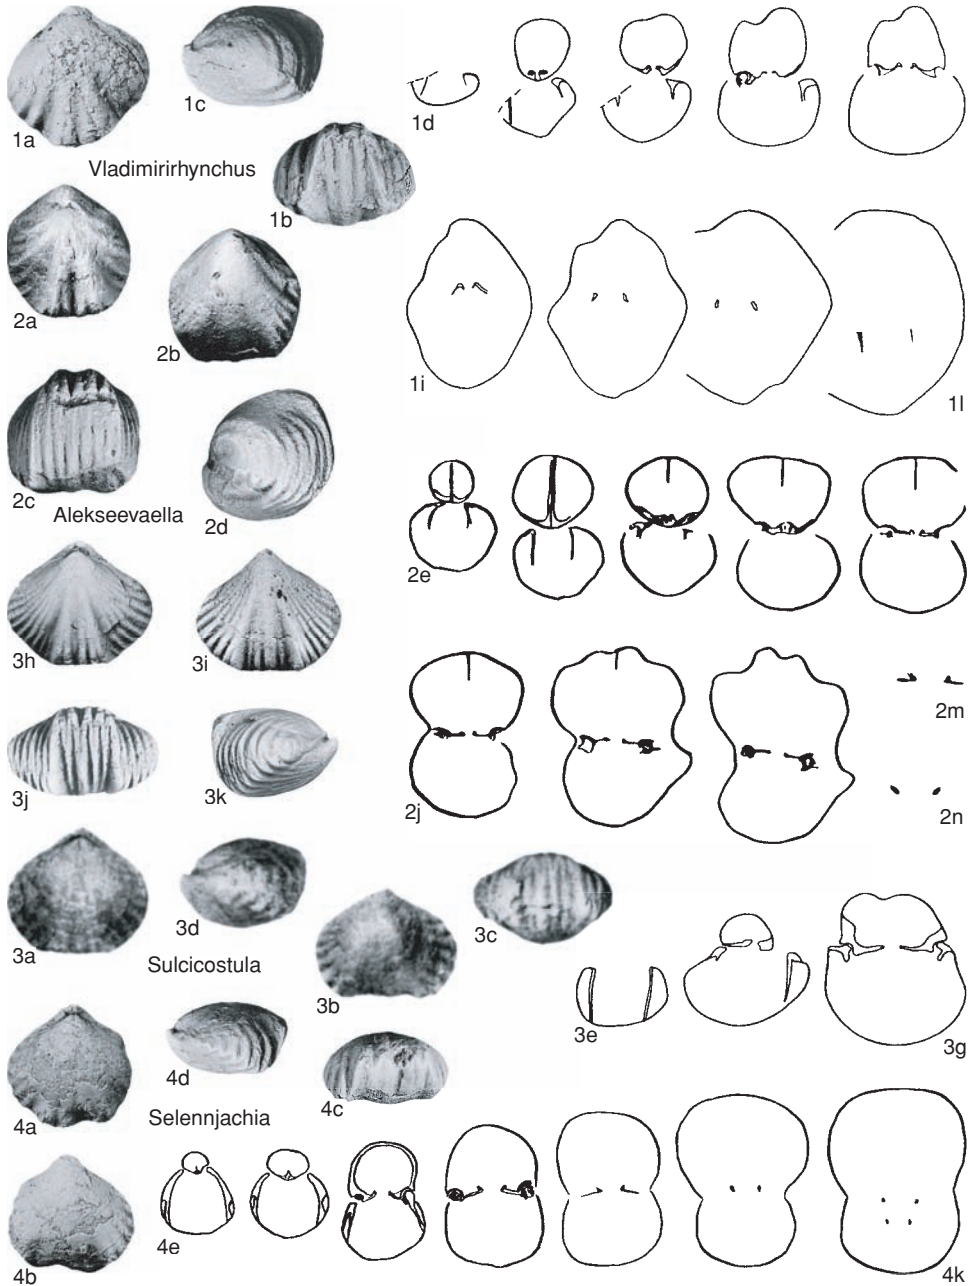 1a
1c
1d
Vladimirirhynchus
1b
2a
2b
1i
1l
2c
Alekseevaella
2d
2e
3h
3i
2m
3j
3k
2j
2n
3a
3d
3c
Sulcicostula
3b
3e
3g
4a
4d
4c
Selennjachia
4b
4e
4k